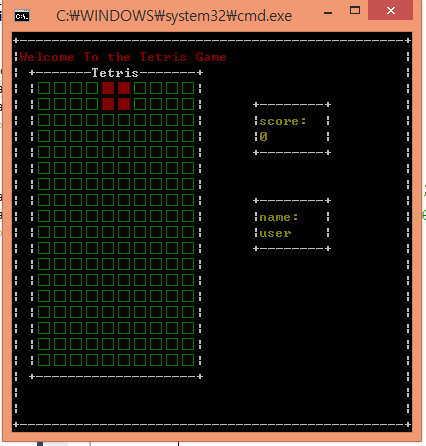 C:₩WINDOWS₩system32₩cmd.exe
Welcome To the Tetris Game
Tetris
score:
0
name:
user